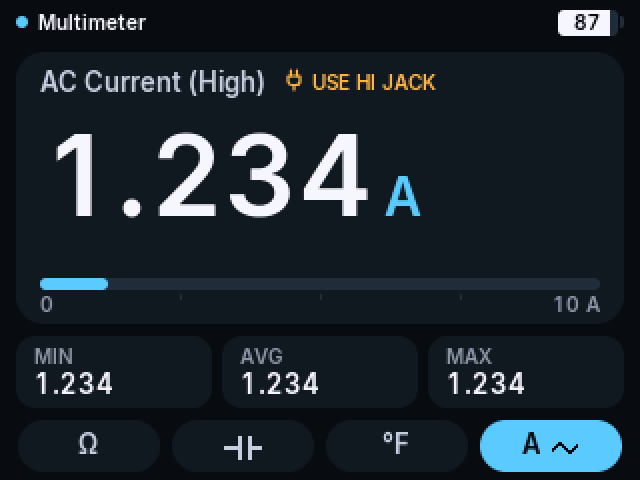 Multimeter
87
AC Current (High) USE HI JACK
1.234 A
0 10 A
MIN AVG MAX
1.234 1.234 1.234
Ω °F A